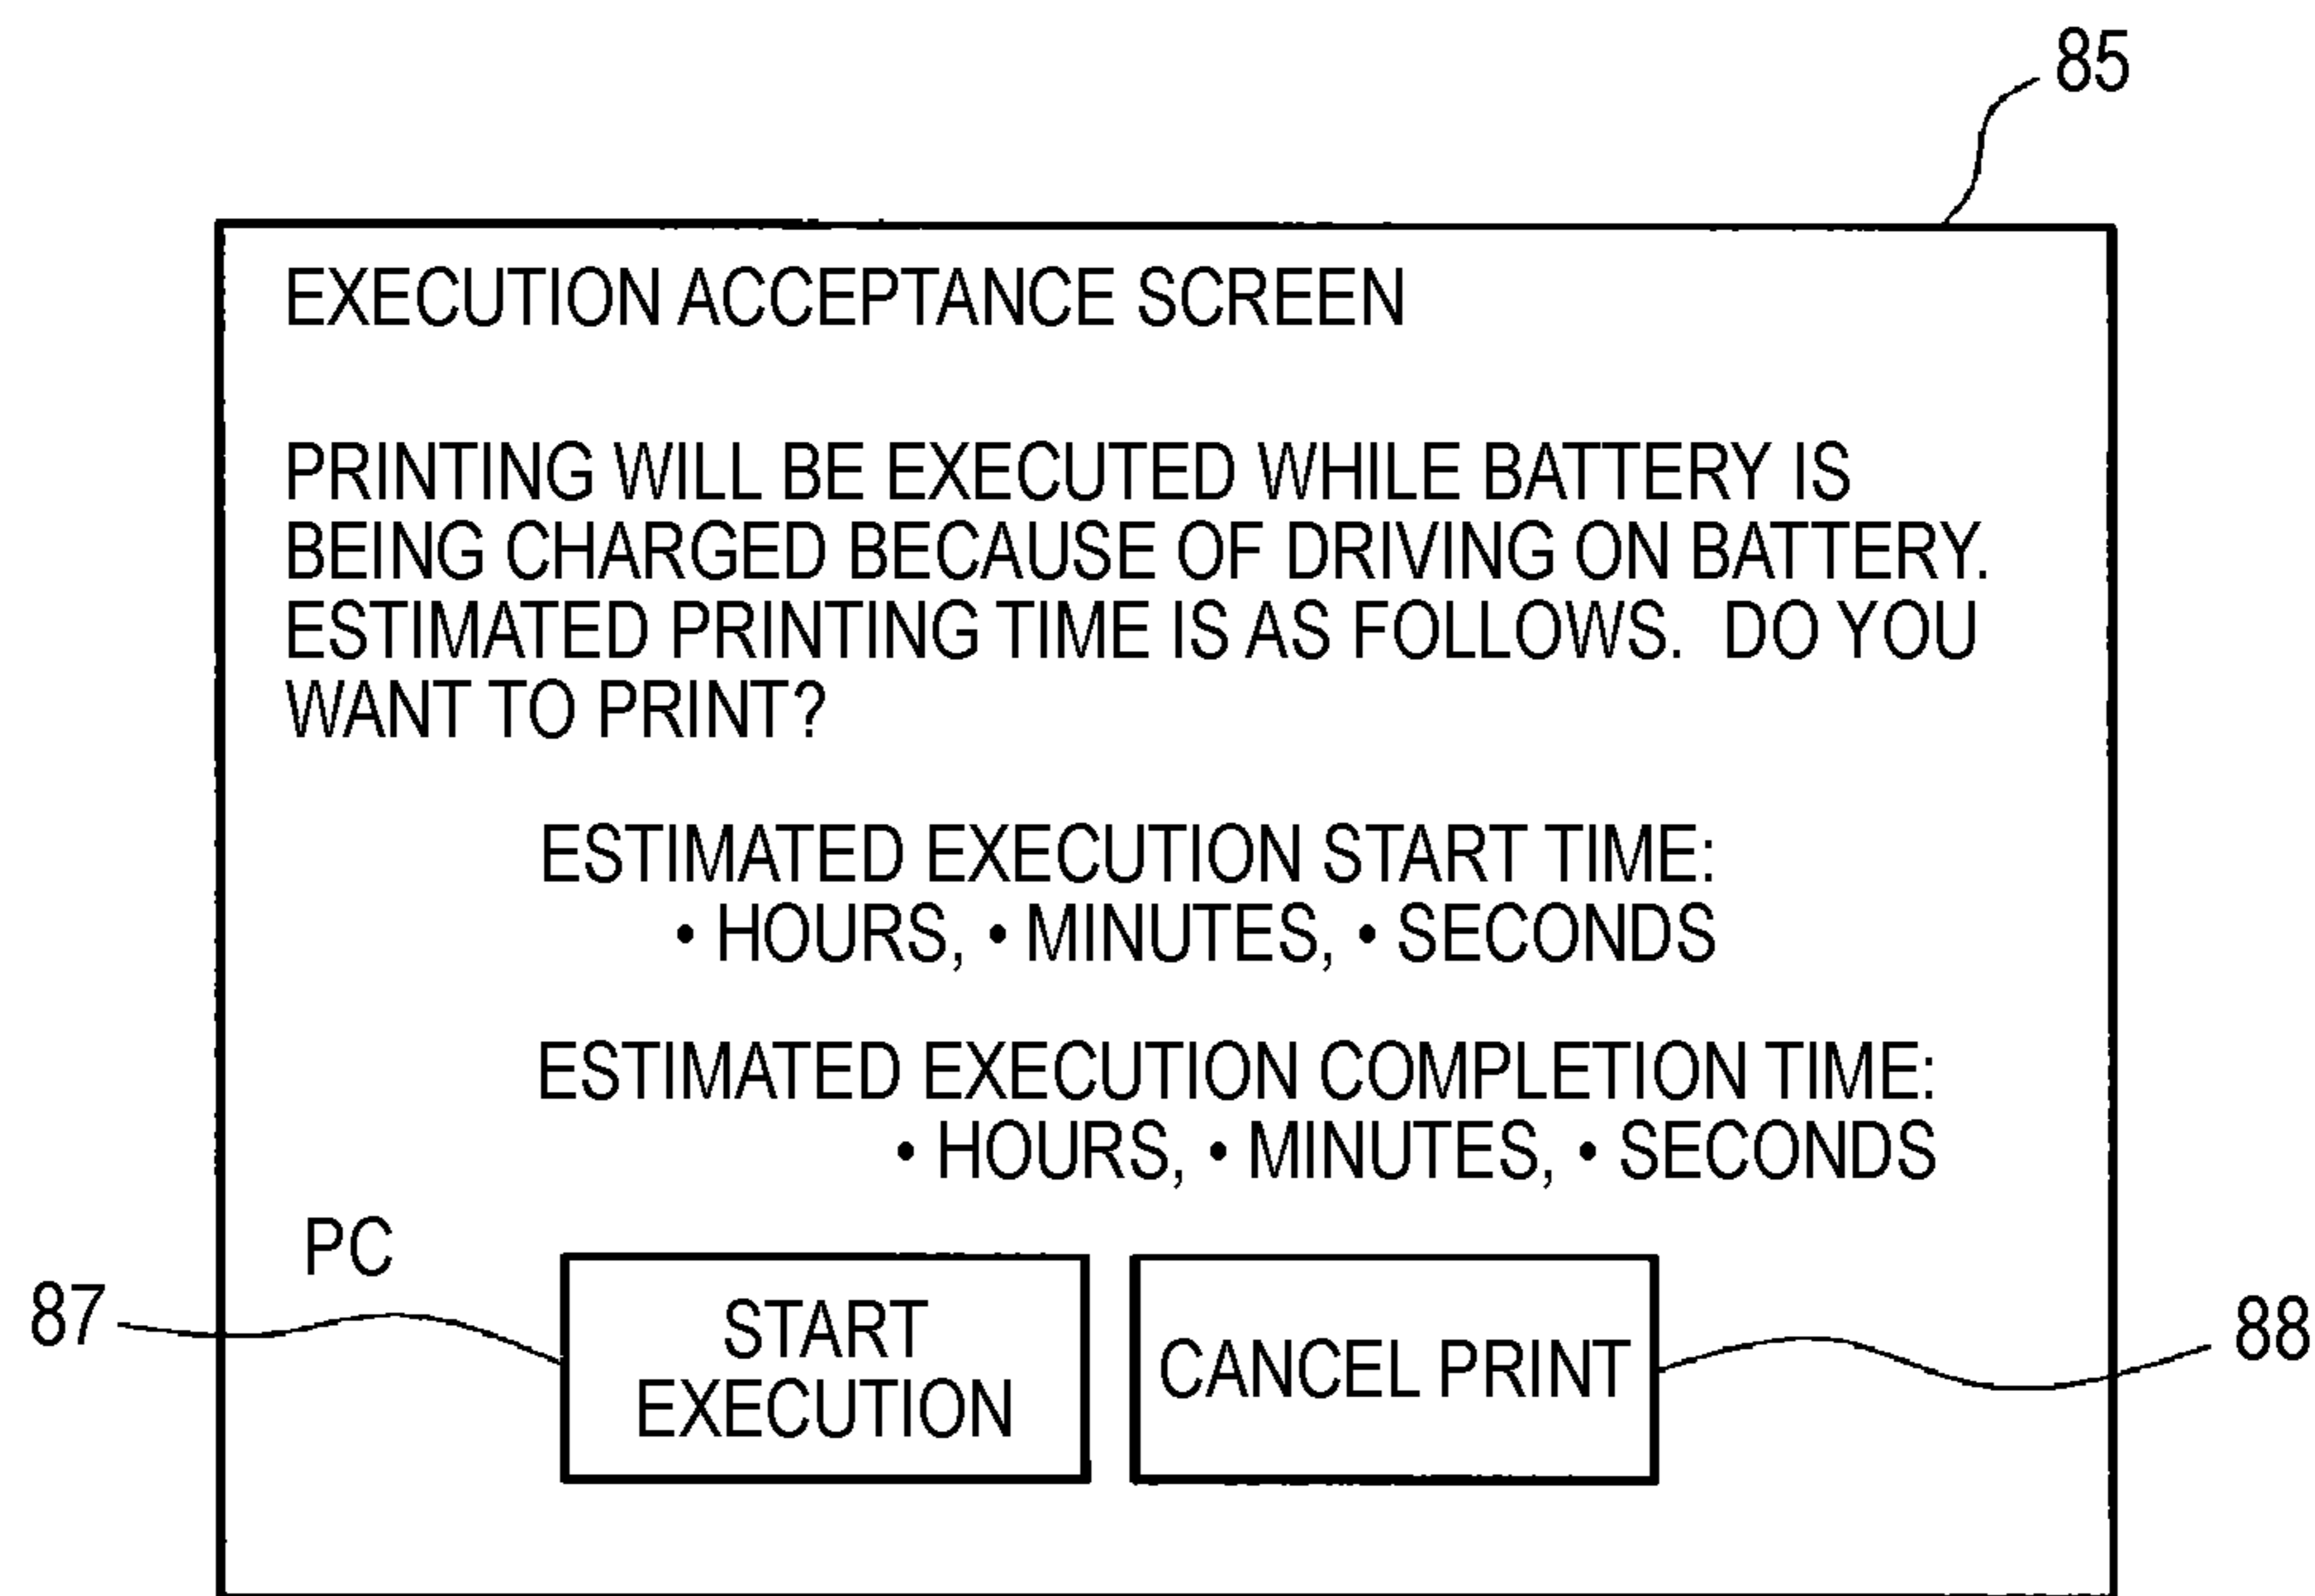 85
EXECUTION ACCEPTANCE SCREEN
PRINTING WILL BE EXECUTED WHILE BATTERY IS
BEING CHARGED BECAUSE OF DRIVING ON BATTERY.
ESTIMATED PRINTING TIME IS AS FOLLOWS. DO YOU
WANT TO PRINT?
ESTIMATED EXECUTION START TIME:
• HOURS, • MINUTES, • SECONDS
ESTIMATED EXECUTION COMPLETION TIME:
• HOURS, • MINUTES, • SECONDS
PC
87
START
EXECUTION
CANCEL PRINT
88